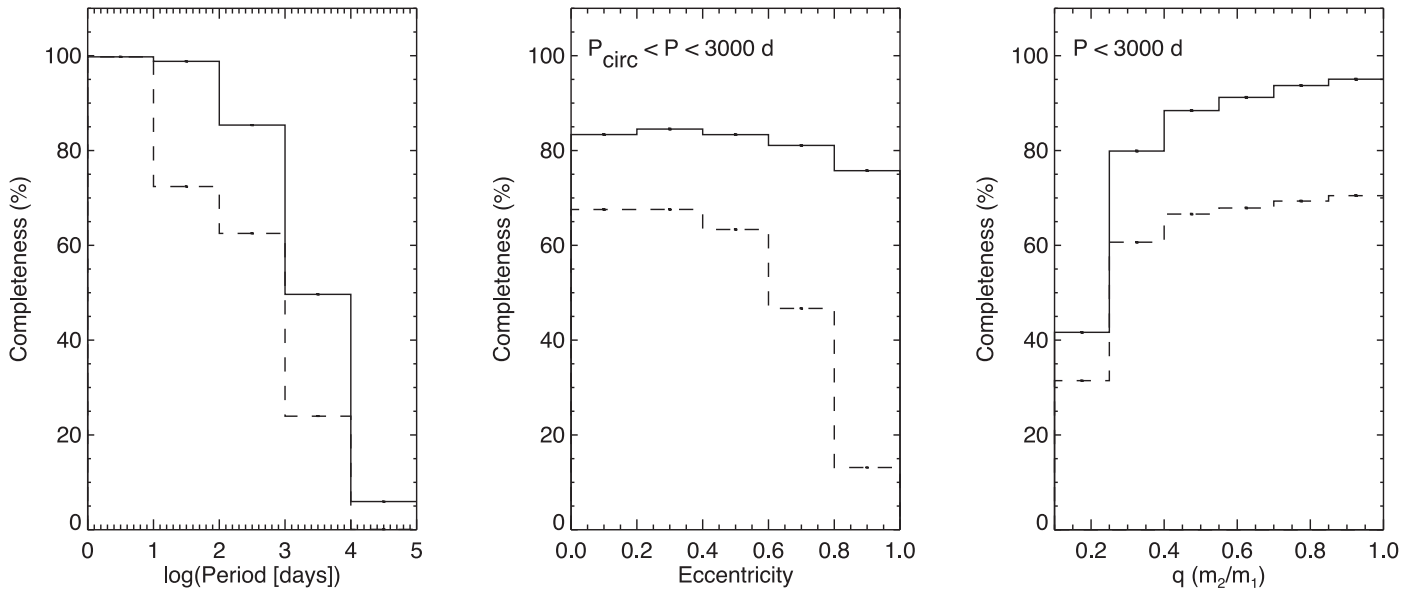 100
80
60
40
20
0
Completeness (%)
0 1 2 3 4 5
log(Period [days])
P_circ < P < 3000 d
100
80
60
40
20
0
Completeness (%)
0.0 0.2 0.4 0.6 0.8 1.0
Eccentricity
P < 3000 d
100
80
60
40
20
0
Completeness (%)
0.2 0.4 0.6 0.8 1.0
q (m₂/m₁)